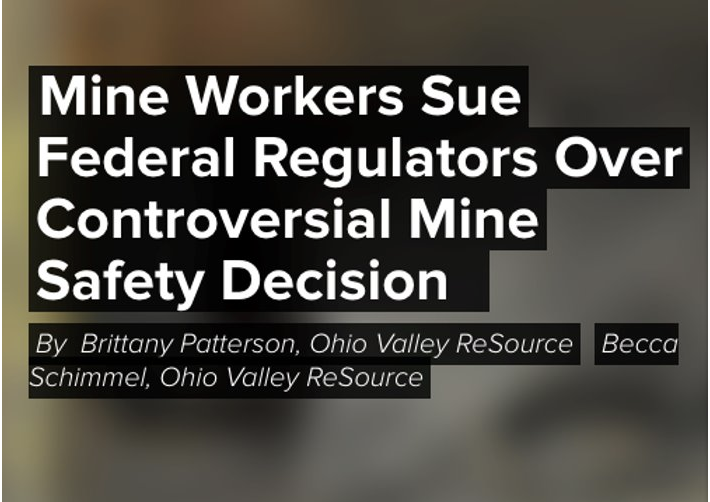 Mine Workers Sue
Federal Regulators Over
Controversial Mine
Safety Decision
By Brittany Patterson, Ohio Valley ReSource Becca
Schimmel, Ohio Valley ReSource